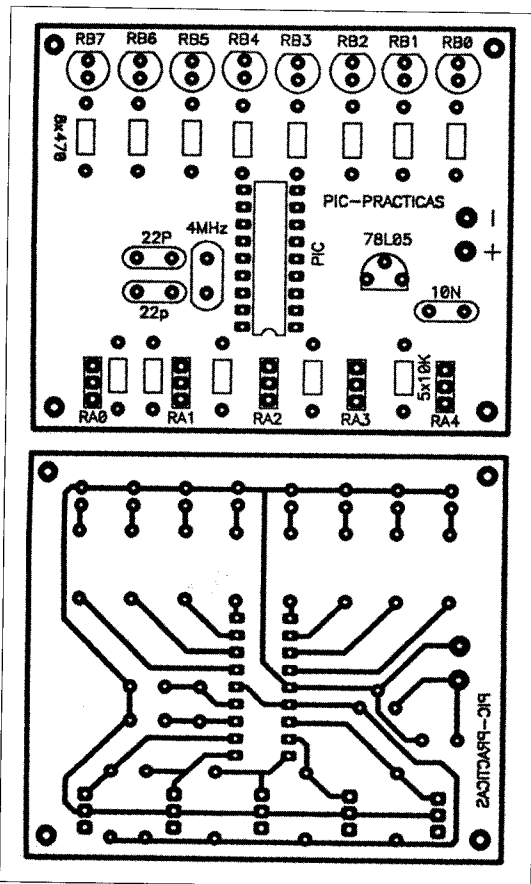 RB7 RB6 RB5 RB4 RB3 RB2 RB1 RB0
8x470
PIC-PRACTICAS
-
+
22P
4MHz
78L05
PIC
22p
10N
5x10K
RA0 RA1 RA2 RA3 RA4
PIC-PRACTICAS